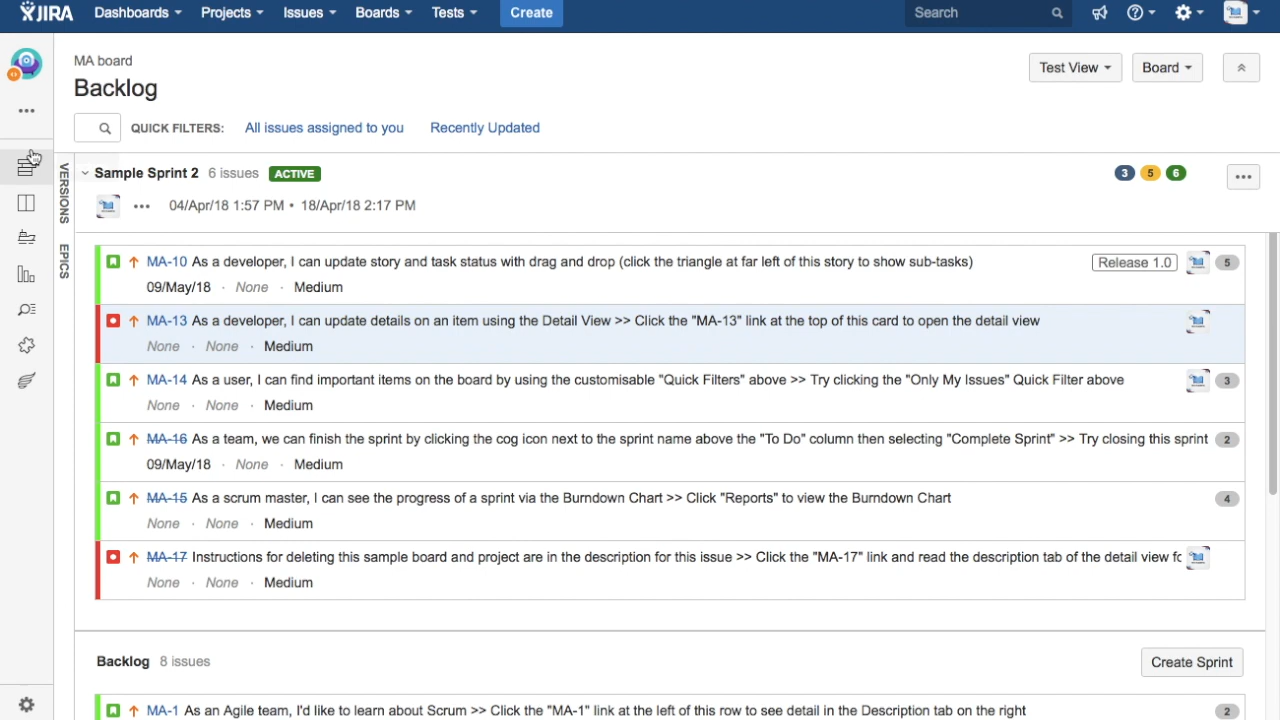 JIRA Dashboards Projects Issues Boards Tests Create Search
MA board
Backlog
Test View Board
QUICK FILTERS: All issues assigned to you Recently Updated
VERSIONS
EPICS
Sample Sprint 2 6 issues ACTIVE 3 5 6
04/Apr/18 1:57 PM • 18/Apr/18 2:17 PM
MA-10 As a developer, I can update story and task status with drag and drop (click the triangle at far left of this story to show sub-tasks) Release 1.0 5
09/May/18 · None · Medium
MA-13 As a developer, I can update details on an item using the Detail View >> Click the "MA-13" link at the top of this card to open the detail view
None · None · Medium
MA-14 As a user, I can find important items on the board by using the customisable "Quick Filters" above >> Try clicking the "Only My Issues" Quick Filter above 3
None · None · Medium
MA-16 As a team, we can finish the sprint by clicking the cog icon next to the sprint name above the "To Do" column then selecting "Complete Sprint" >> Try closing this sprint 2
09/May/18 · None · Medium
MA-15 As a scrum master, I can see the progress of a sprint via the Burndown Chart >> Click "Reports" to view the Burndown Chart 4
None · None · Medium
MA-17 Instructions for deleting this sample board and project are in the description for this issue >> Click the "MA-17" link and read the description tab of the detail view fo
None · None · Medium
Backlog 8 issues Create Sprint
MA-1 As an Agile team, I'd like to learn about Scrum >> Click the "MA-1" link at the left of this row to see detail in the Description tab on the right 2